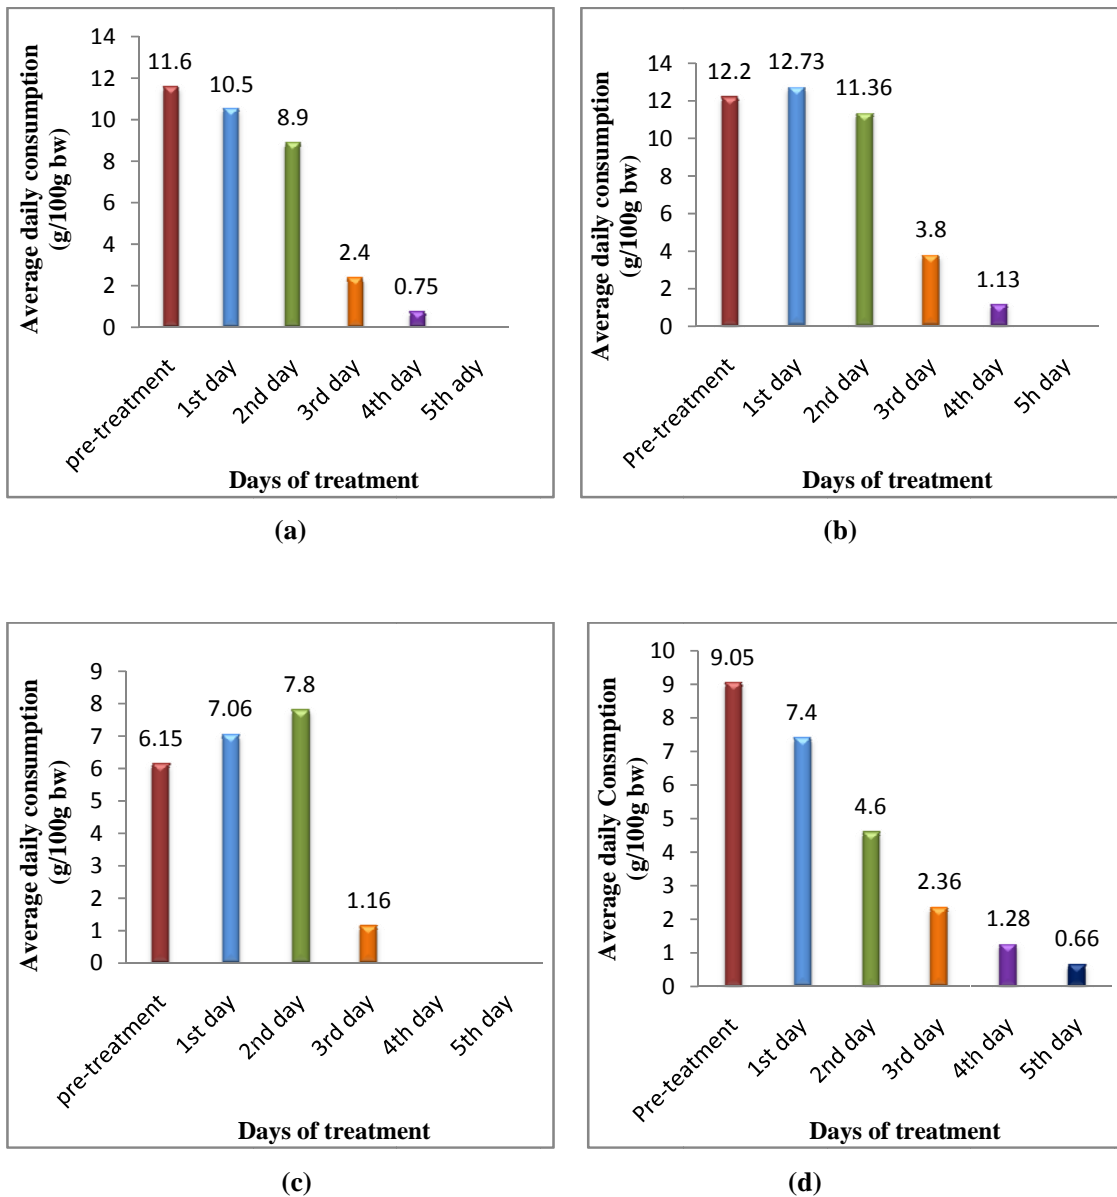 Average daily consumption
(g/100g bw)
14
12
10
8
6
4
2
0
11.6
10.5
8.9
2.4
0.75
pre-treatment
1st day
2nd day
3rd day
4th day
5th ady
Days of treatment
(a)
Average daily consumption
(g/100g bw)
14
12
10
8
6
4
2
0
12.2
12.73
11.36
3.8
1.13
Pre-treatment
1st day
2nd day
3rd day
4th day
5h day
Days of treatment
(b)
Average daily consumption
(g/100g bw)
9
8
7
6
5
4
3
2
1
0
6.15
7.06
7.8
1.16
pre-treatment
1st day
2nd day
3rd day
4th day
5th day
Days of treatment
(c)
Average daily Consmption
(g/100g bw)
10
9
8
7
6
5
4
3
2
1
0
9.05
7.4
4.6
2.36
1.28
0.66
Pre-teatment
1st day
2nd day
3rd day
4th day
5th day
Days of treatment
(d)